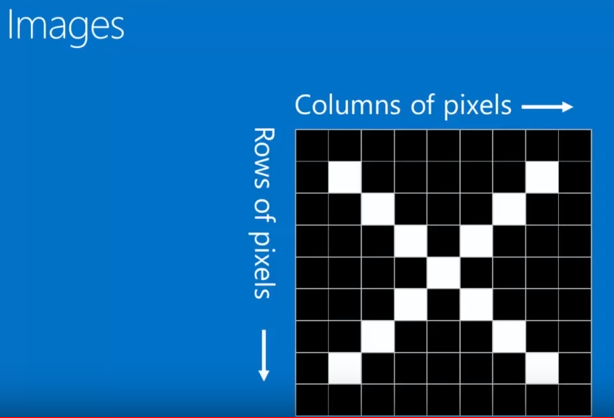 Images
Columns of pixels
Rows of pixels